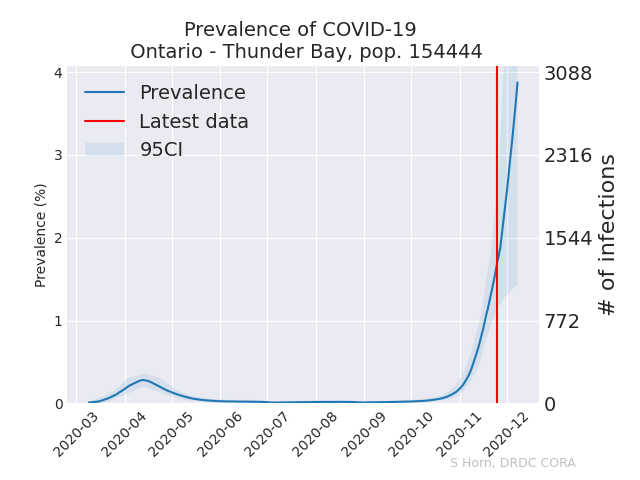 Prevalence of COVID-19
Ontario - Thunder Bay, pop. 154444
Prevalence
Latest data
95CI
Prevalence (%)
4
3
2
1
0
3088
2316
1544
772
0
# of infections
2020-03
2020-04
2020-05
2020-06
2020-07
2020-08
2020-09
2020-10
2020-11
2020-12
S Horn, DRDC CORA